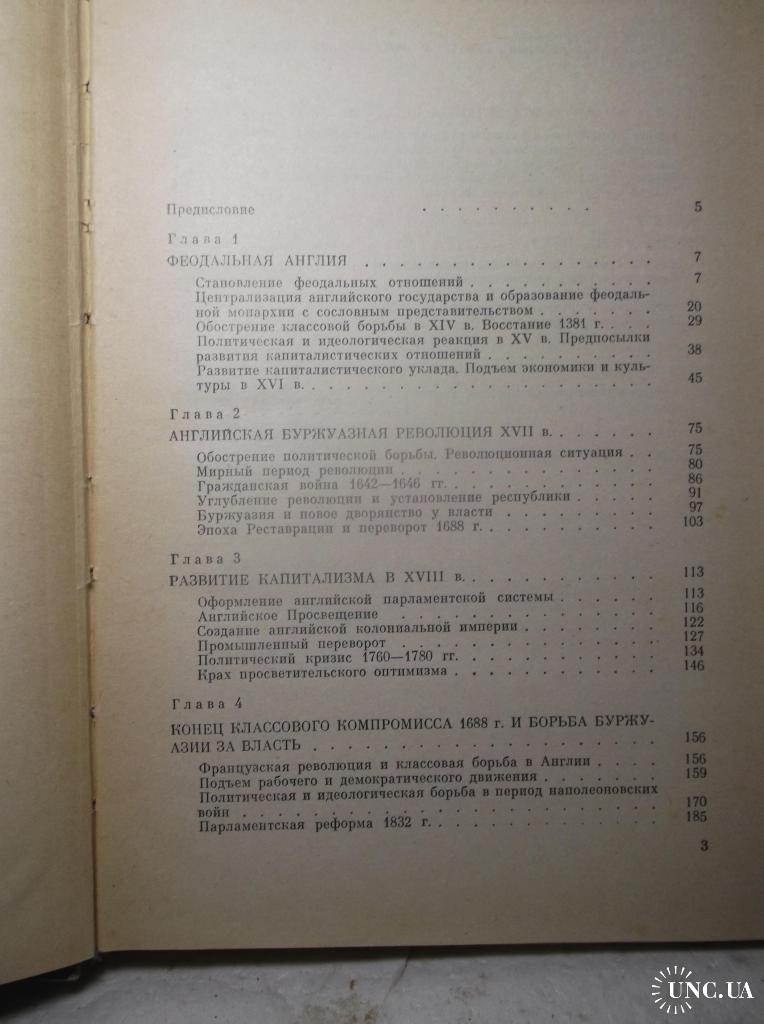 Предисловие . . . . . . . . . . 5
Глава 1
ФЕОДАЛЬНАЯ АНГЛИЯ . . . . . . . . . . . . . . . . . 7
Становление феодальных отношений . . . . . . . . . . . 7
Централизация английского государства и образование феодаль-
ной монархии с сословным представительством . . . . . . . 20
Обострение классовой борьбы в XIV в. Восстание 1381 г. . . . 29
Политическая и идеологическая реакция в XV в. Предпосылки
развития капиталистических отношений . . . . . . . . . . 38
Развитие капиталистического уклада. Подъем экономики и куль-
туры в XVI в. . . . . . . . . . . . . . . . . . . . . 45
Глава 2
АНГЛИЙСКАЯ БУРЖУАЗНАЯ РЕВОЛЮЦИЯ XVII в. . . . . . . 75
Обострение политической борьбы. Революционная ситуация . . 75
Мирный период революции . . . . . . . . . . . . . . . 80
Гражданская война 1642—1646 гг. . . . . . . . . . . . . 86
Углубление революции и установление республики . . . . . 91
Буржуазия и новое дворянство у власти . . . . . . . . . 97
Эпоха Реставрации и переворот 1688 г. . . . . . . . . . . 103
Глава 3
РАЗВИТИЕ КАПИТАЛИЗМА В XVIII в. . . . . . . . . . . . 113
Оформление английской парламентской системы . . . . . . 113
Английское Просвещение . . . . . . . . . . . . . . . 116
Создание английской колониальной империи . . . . . . . . 122
Промышленный переворот . . . . . . . . . . . . . . . 127
Политический кризис 1760—1780 гг. . . . . . . . . . . . 134
Крах просветительского оптимизма . . . . . . . . . . . . 146
Глава 4
КОНЕЦ КЛАССОВОГО КОМПРОМИССА 1688 г. И БОРЬБА БУРЖУ-
АЗИИ ЗА ВЛАСТЬ . . . . . . . . . . . . . . . . . . . 156
Французская революция и классовая борьба в Англии . . . . 156
Подъем рабочего и демократического движения . . . . . . . 159
Политическая и идеологическая борьба в период наполеоновских
войн . . . . . . . . . . . . . . . . . . . . . . . . 170
Парламентская реформа 1832 г. . . . . . . . . . . . . . 185
3
UNC.UA